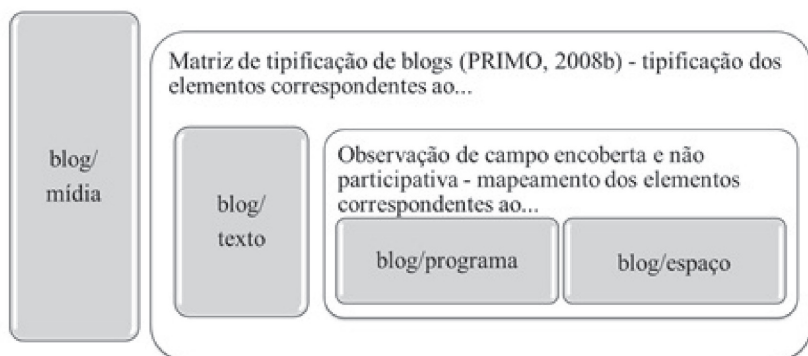 blog/
mídia
Matriz de tipificação de blogs (PRIMO, 2008b) - tipificação dos
elementos correspondentes ao...
blog/
texto
Observação de campo encoberta e não
participativa - mapeamento dos elementos
correspondentes ao...
blog/programa
blog/espaço